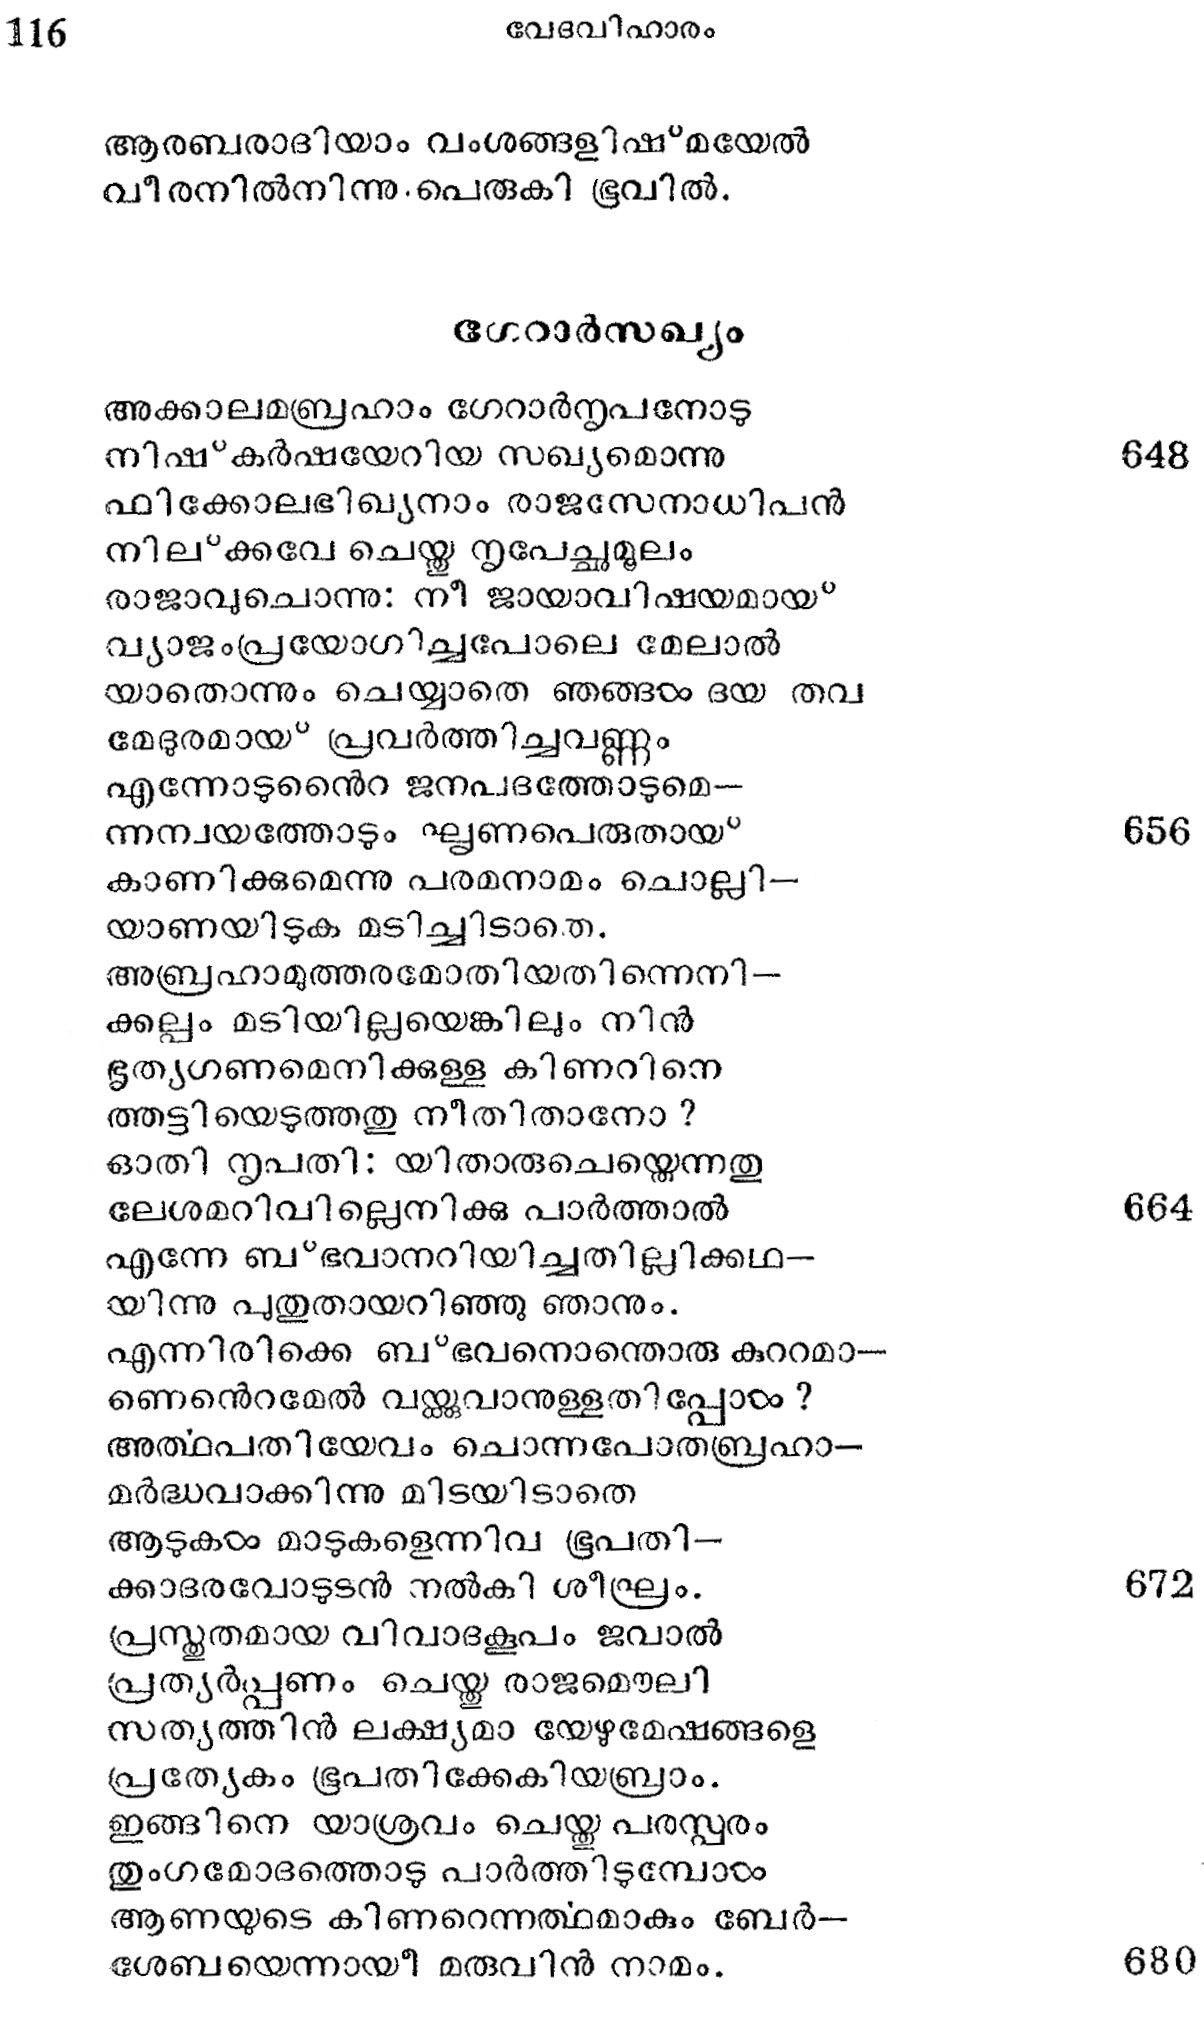 116
വേദവിഹാരം
ആരബരാദിയാം വംശങ്ങളിഷ്മയേൽ
വീരനിൽനിന്നു പെരുകി ഭൂവിൽ.
ഗേറാർസഖ്യം
അക്കാലമബ്രഹാം ഗേറാർനൃപനോടു
നിഷ്കർഷയേറിയ സഖ്യമൊന്നു 648
ഫിക്കോലഭിഖ്യനാം രാജസേനാധിപൻ
നില്ക്കവേ ചെയ്തു നൃപേച്ഛമൂലം
രാജാവുചൊന്നു: നീ ജായാവിഷയമായ്
വ്യാജംപ്രയോഗിച്ചപോലെ മേലാൽ
യാതൊന്നും ചെയ്യാതെ ഞങ്ങൾ ദയ തവ
മേദുരമായ് പ്രവർത്തിച്ചവണ്ണം
എന്നോടുന്റെ ജനപദത്തോടുമെ—
ന്നന്വയത്തോടും ഘൃണപെരുതായ് 656
കാണിക്കുമെന്നു പരമനാമം ചൊല്ലി—
യാണയിടുക മടിച്ചിടാതെ.
അബ്രഹാമുത്തരമോതിയതിന്നെനി—
ക്കല്പം മടിയില്ലയെങ്കിലും നിൻ
ഭൃത്യഗണമെനിക്കുള്ള കിണറിനെ
ത്തട്ടിയെടുത്തതു നീതിതാനോ ?
ഓതി നൃപതി: യിതാരുചെയ്തെന്നതു
ലേശമറിവില്ലെനിക്കു പാർത്താൽ 664
എന്നേ ബ്ഭവാനറിയിച്ചതില്ലിക്കഥ—
യിന്നു പുതുതായറിഞ്ഞു ഞാനും.
എന്നിരിക്കെ ബ്ഭവനൊന്തൊരു കുററമാ—
ണെന്റെമേൽ വയ്ക്കുവാനുള്ളതിപ്പോൾ ?
അർത്ഥപതിയേവം ചൊന്നപോതബ്രഹാ—
മർദ്ധവാക്കിന്നു മിടയിടാതെ
ആടുകൾ മാടുകളെന്നിവ ഭൂപതി—
ക്കാദരവോടുടൻ നൽകി ശീഘ്രം. 672
പ്രസ്തുതമായ വിവാദകൂപം ജവാൽ
പ്രത്യർപ്പണം ചെയ്തു രാജമൌലി
സത്യത്തിൻ ലക്ഷ്യമാ യേഴുമേഷങ്ങളെ
പ്രത്യേകം ഭൂപതിക്കേകിയബ്രാം.
ഇങ്ങിനെ യാശ്രവം ചെയ്തു പരസ്പരം
തുംഗമോദത്തൊടു പാർത്തിടുമ്പോൾ
ആണയുടെ കിണറെന്നർത്ഥമാകും ബേർ—
ശേബയെന്നായീ മരുവിൻ നാമം. 680